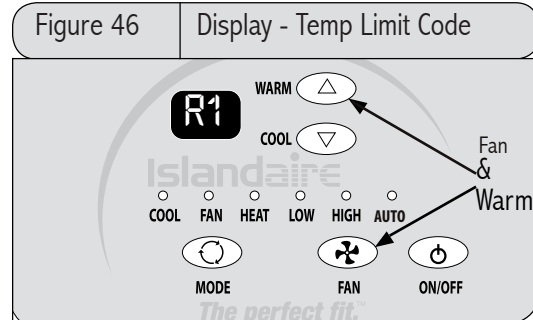 Figure 46
Display - Temp Limit Code
WARM
R1
COOL
Fan
&
Warm
Islandaire
COOL FAN HEAT LOW HIGH AUTO
MODE FAN ON/OFF
The perfect fit.™